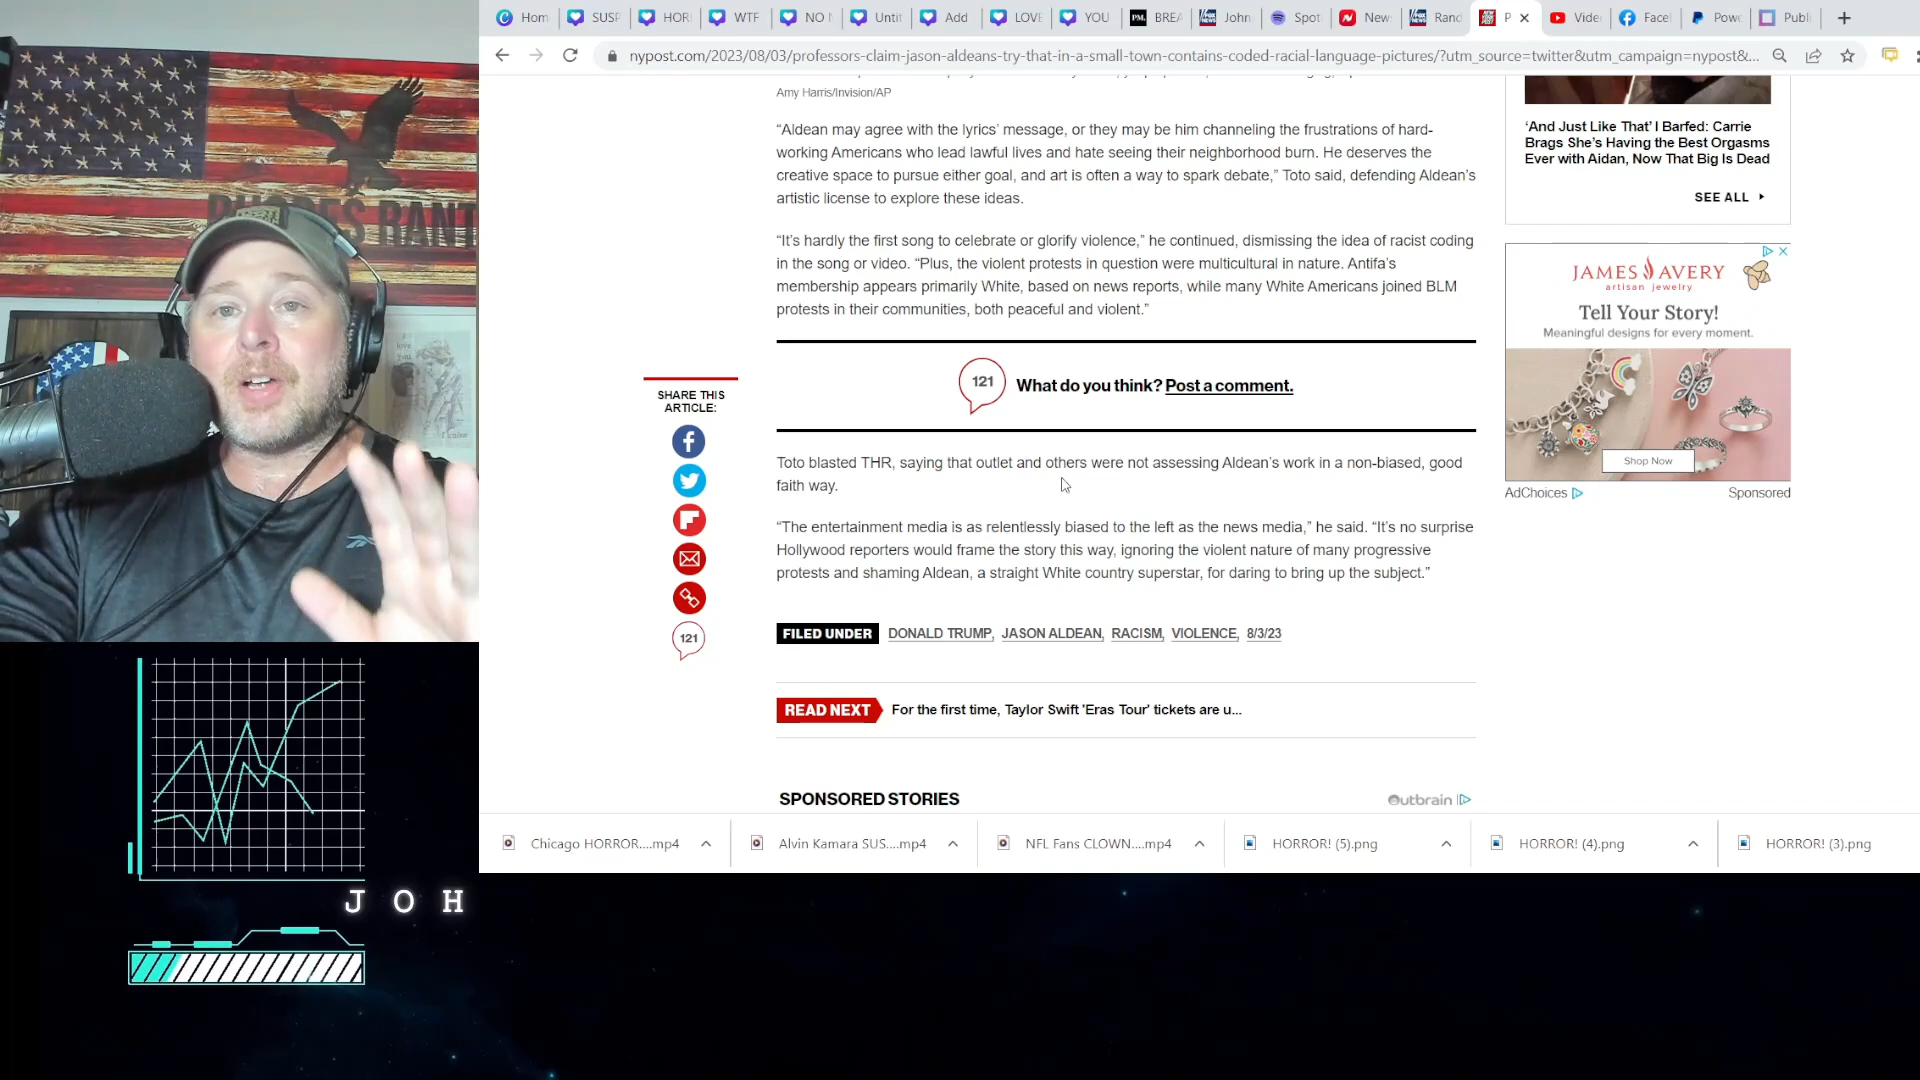 Hom
SUSP
HOR
WTF
NO
Unti
Add
LOVE
YOU
BREA
John
Spot
New
Rand
P
Vide
Face
Pow
Publ
nypost.com/2023/08/03/professors-claim-jason-aldeans-try-that-in-a-small-town-contains-coded-racial-language-pictures/?utm_source=twitter&utm_campaign=nypost&...
RANT
Amy Harris/Invision/AP
“Aldean may agree with the lyrics’ message, or they may be him channeling the frustrations of hard-
working Americans who lead lawful lives and hate seeing their neighborhood burn. He deserves the
creative space to pursue either goal, and art is often a way to spark debate,” Toto said, defending Aldean’s
artistic license to explore these ideas.
“It’s hardly the first song to celebrate or glorify violence,” he continued, dismissing the idea of racist coding
in the song or video. “Plus, the violent protests in question were multicultural in nature. Antifa’s
membership appears primarily White, based on news reports, while many White Americans joined BLM
protests in their communities, both peaceful and violent.”
121
What do you think? Post a comment.
SHARE THIS
ARTICLE:
121
Toto blasted THR, saying that outlet and others were not assessing Aldean’s work in a non-biased, good
faith way.
“The entertainment media is as relentlessly biased to the left as the news media,” he said. “It’s no surprise
Hollywood reporters would frame the story this way, ignoring the violent nature of many progressive
protests and shaming Aldean, a straight White country superstar, for daring to bring up the subject.”
FILED UNDER DONALD TRUMP, JASON ALDEAN, RACISM, VIOLENCE, 8/3/23
READ NEXT For the first time, Taylor Swift 'Eras Tour' tickets are u...
SPONSORED STORIES
Outbrain
‘And Just Like That’ I Barfed: Carrie
Brags She’s Having the Best Orgasms
Ever with Aidan, Now That Big Is Dead
SEE ALL
JAMES AVERY
artisan jewelry
Tell Your Story!
Meaningful designs for every moment.
Shop Now
AdChoices
Sponsored
Chicago HORROR....mp4
Alvin Kamara SUS....mp4
NFL Fans CLOWN....mp4
HORROR! (5).png
HORROR! (4).png
HORROR! (3).png
J O H